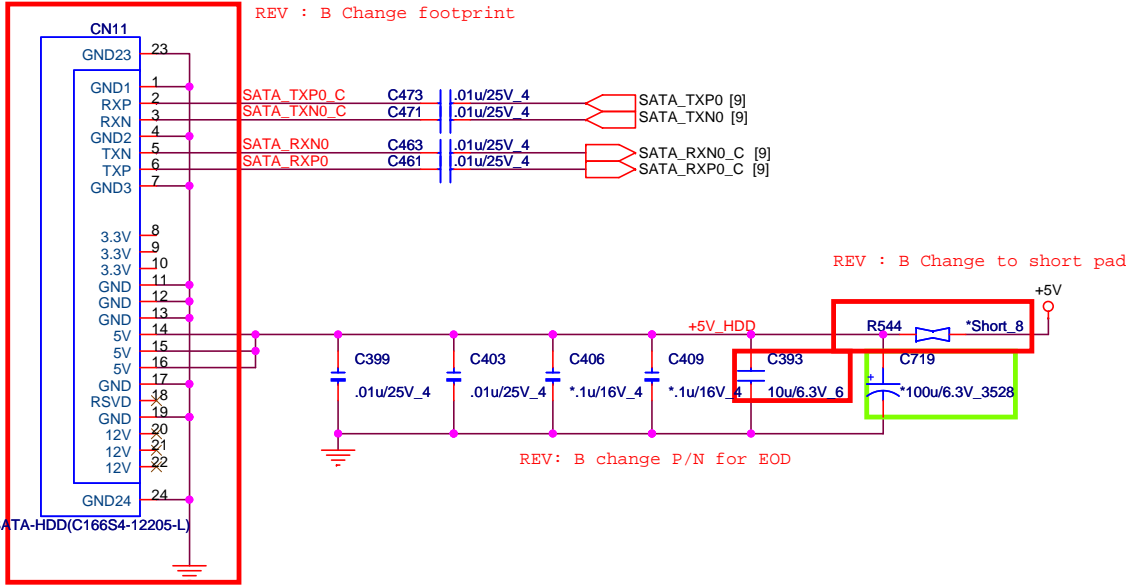 REV : B Change footprint
CN11
GND23 23
GND1 1
RXP 2 SATA_TXP0_C C473 .01u/25V_4 SATA_TXP0 [9]
RXN 3 SATA_TXN0_C C471 .01u/25V_4 SATA_TXN0 [9]
GND2 4
TXN 5 SATA_RXN0 C463 .01u/25V_4 SATA_RXN0_C [9]
TXP 6 SATA_RXP0 C461 .01u/25V_4 SATA_RXP0_C [9]
GND3 7
3.3V 8
3.3V 9
3.3V 10
GND 11
GND 12
GND 13
5V 14
5V 15
5V 16
GND 17
RSVD 18
GND 19
12V 20
12V 21
12V 22
GND24 24
ATA-HDD(C166S4-12205-L)
REV : B Change to short pad
+5V
+5V_HDD R544 *Short_8
C399 C403 C406 C409 C393 C719
.01u/25V_4 .01u/25V_4 *.1u/16V_4 *.1u/16V_4 10u/6.3V_6 + *100u/6.3V_3528
REV: B change P/N for EOD